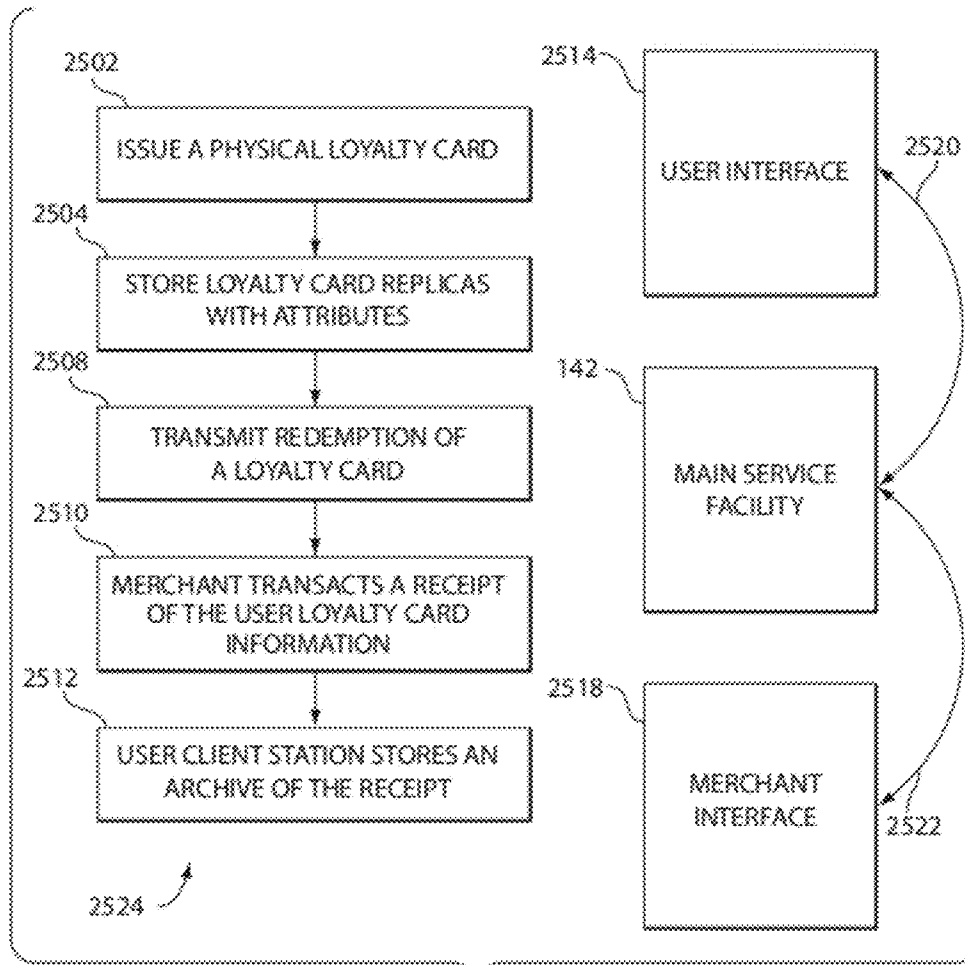 2502
ISSUE A PHYSICAL LOYALTY CARD
2504
STORE LOYALTY CARD REPLICAS
WITH ATTRIBUTES
2508
TRANSMIT REDEMPTION OF
A LOYALTY CARD
2510
MERCHANT TRANSACTS A RECEIPT
OF THE USER LOYALTY CARD
INFORMATION
2512
USER CLIENT STATION STORES AN
ARCHIVE OF THE RECEIPT
2524
2514
USER INTERFACE
2520
142
MAIN SERVICE
FACILITY
2518
MERCHANT
INTERFACE
2522